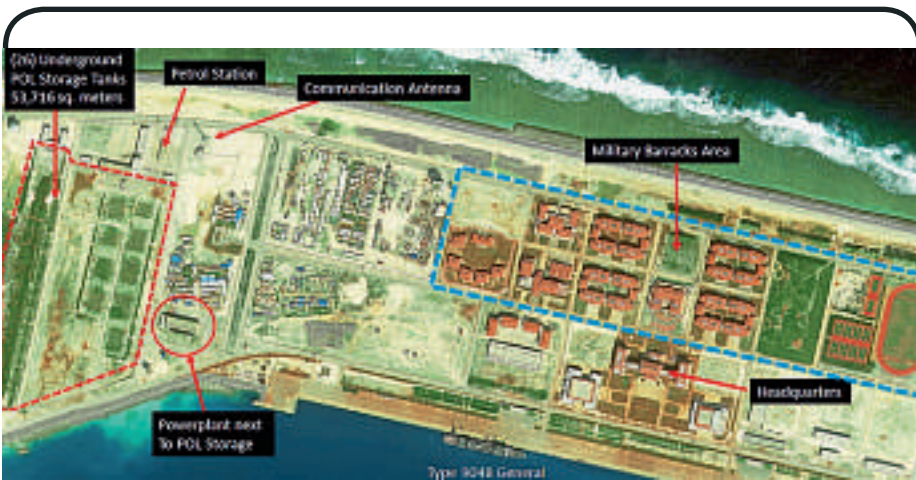 (26) Underground
POL Storage Tanks
53,716 sq. meters
Petrol Station
Communication Antenna
Military Barracks Area
Headquarters
Powerplant next
To POL Storage
Type 904B General